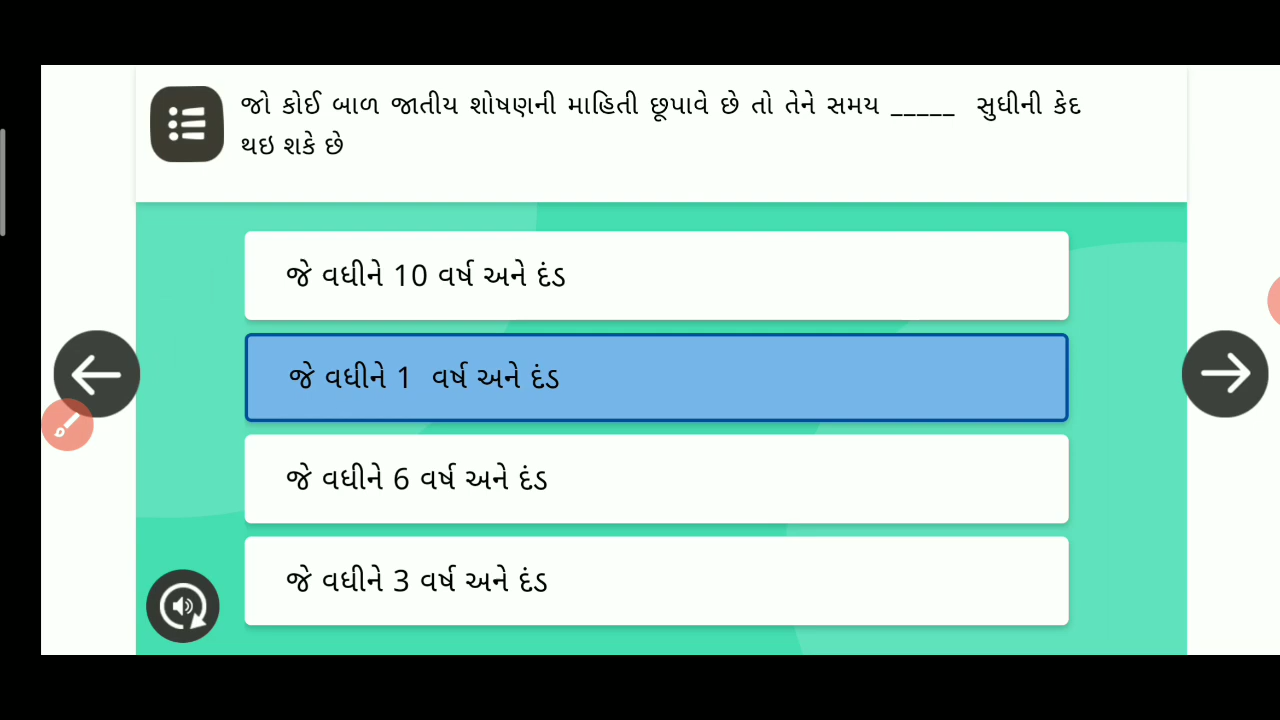 જો કોઈ બાળ જાતીય શોષણની માહિતી છૂપાવે છે તો તેને સમય _____ સુધીની કેદ
થઇ શકે છે
જે વધીને 10 વર્ષ અને દંડ
જે વધીને 1 વર્ષ અને દંડ
જે વધીને 6 વર્ષ અને દંડ
જે વધીને 3 વર્ષ અને દંડ